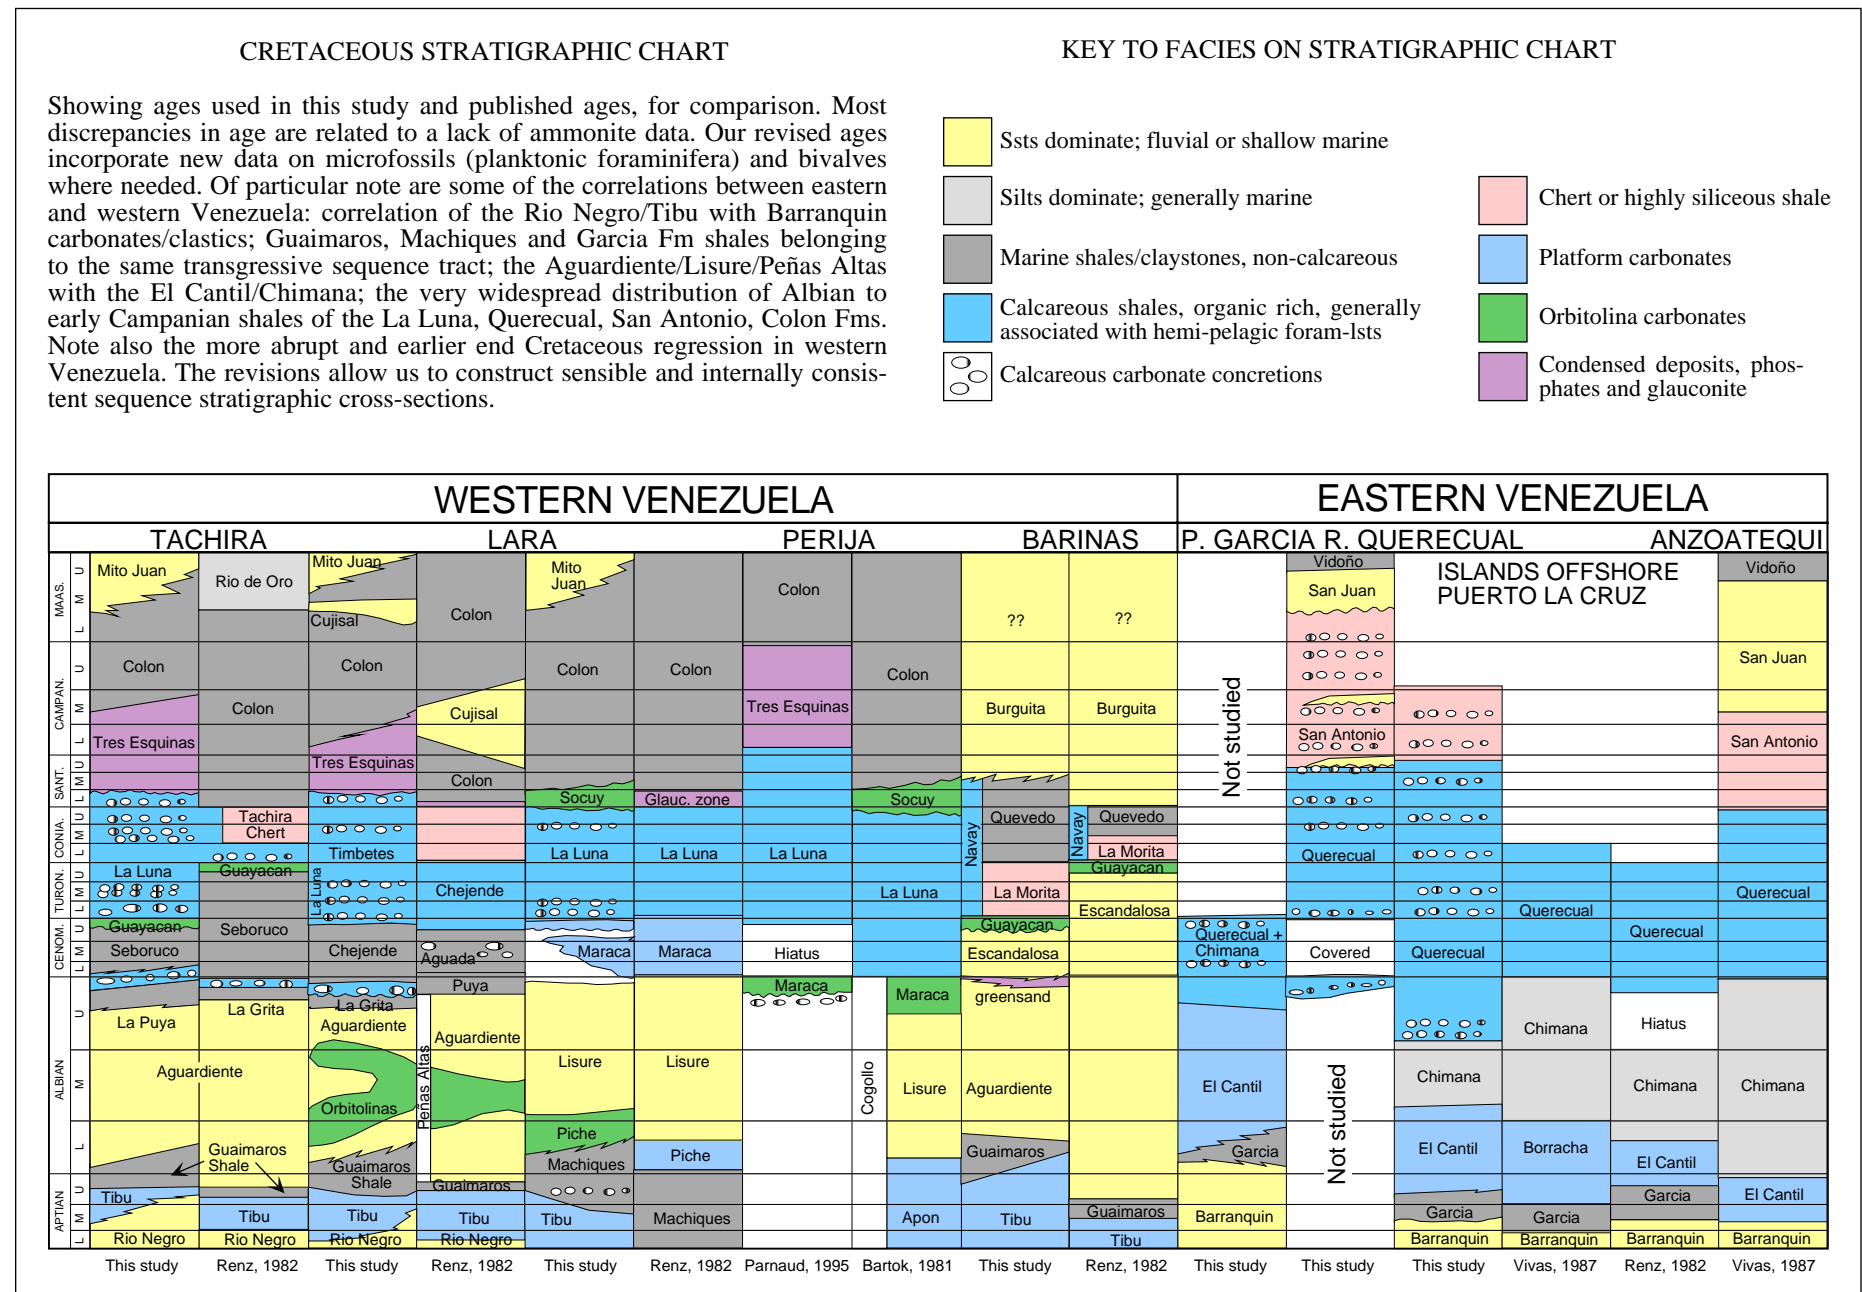 CRETACEOUS STRATIGRAPHIC CHART
Showing ages used in this study and published ages, for comparison. Most
discrepancies in age are related to a lack of ammonite data. Our revised ages
incorporate new data on microfossils (planktonic foraminifera) and bivalves
where needed. Of particular note are some of the correlations between eastern
and western Venezuela: correlation of the Rio Negro/Tibu with Barranquin
carbonates/clastics; Guaimaros, Machiques and Garcia Fm shales belonging
to the same transgressive sequence tract; the Aguardiente/Lisure/Peñas Altas
with the El Cantil/Chimana; the very widespread distribution of Albian to
early Campanian shales of the La Luna, Querecual, San Antonio, Colon Fms.
Note also the more abrupt and earlier end Cretaceous regression in western
Venezuela. The revisions allow us to construct sensible and internally consis-
tent sequence stratigraphic cross-sections.
KEY TO FACIES ON STRATIGRAPHIC CHART
Ssts dominate; fluvial or shallow marine
Silts dominate; generally marine
Marine shales/claystones, non-calcareous
Calcareous shales, organic rich, generally
associated with hemi-pelagic foram-lsts
Calcareous carbonate concretions
Chert or highly siliceous shale
Platform carbonates
Orbitolina carbonates
Condensed deposits, phos-
phates and glauconite
WESTERN VENEZUELA
EASTERN VENEZUELA
TACHIRA
LARA
PERIJA
BARINAS
P. GARCIA R. QUERECUAL
ANZOATEQUI
MAAS.
U
M
L
CAMPAN.
U
M
L
SANT.
U
M
L
CONIA.
U
M
L
TURON.
U
M
L
CENOM.
U
M
L
ALBIAN
U
M
L
APTIAN
U
M
L
Mito Juan
Colon
Tres Esquinas
La Luna
Guayacan
Seboruco
La Puya
Aguardiente
Guaimaros
Shale
Tibu
Rio Negro
This study
Rio de Oro
Colon
Tachira
Chert
Guayacan
Seboruco
La Grita
Tibu
Rio Negro
Renz, 1982
Mito Juan
Cujisal
Colon
Tres Esquinas
Timbetes
La Luna
Chejende
La Grita
Aguardiente
Orbitolinas
Guaimaros
Shale
Tibu
Rio Negro
This study
Colon
Cujisal
Colon
Chejende
Aguada
Puya
Aguardiente
Peñas Altas
Guaimaros
Tibu
Rio Negro
Renz, 1982
Mito
Juan
Colon
Socuy
La Luna
Maraca
Lisure
Piche
Machiques
Tibu
This study
Colon
Glauc. zone
La Luna
Maraca
Lisure
Piche
Machiques
Renz, 1982
Colon
Tres Esquinas
La Luna
Hiatus
Maraca
Parnaud, 1995
Colon
Socuy
La Luna
Maraca
Cogollo
Lisure
Apon
Bartok, 1981
??
Burguita
Navay
Quevedo
La Morita
Guayacan
Escandalosa
greensand
Aguardiente
Guaimaros
Tibu
This study
??
Burguita
Navay
Quevedo
La Morita
Guayacan
Escandalosa
Guaimaros
Tibu
Renz, 1982
Not studied
Querecual +
Chimana
El Cantil
Garcia
Barranquin
This study
Vidoño
San Juan
San Antonio
Querecual
Covered
Not studied
This study
ISLANDS OFFSHORE
PUERTO LA CRUZ
Querecual
Chimana
El Cantil
Garcia
Barranquin
This study
Querecual
Chimana
Borracha
Garcia
Barranquin
Vivas, 1987
Querecual
Hiatus
Chimana
El Cantil
Garcia
Barranquin
Renz, 1982
Vidoño
San Juan
San Antonio
Querecual
Chimana
El Cantil
Barranquin
Vivas, 1987